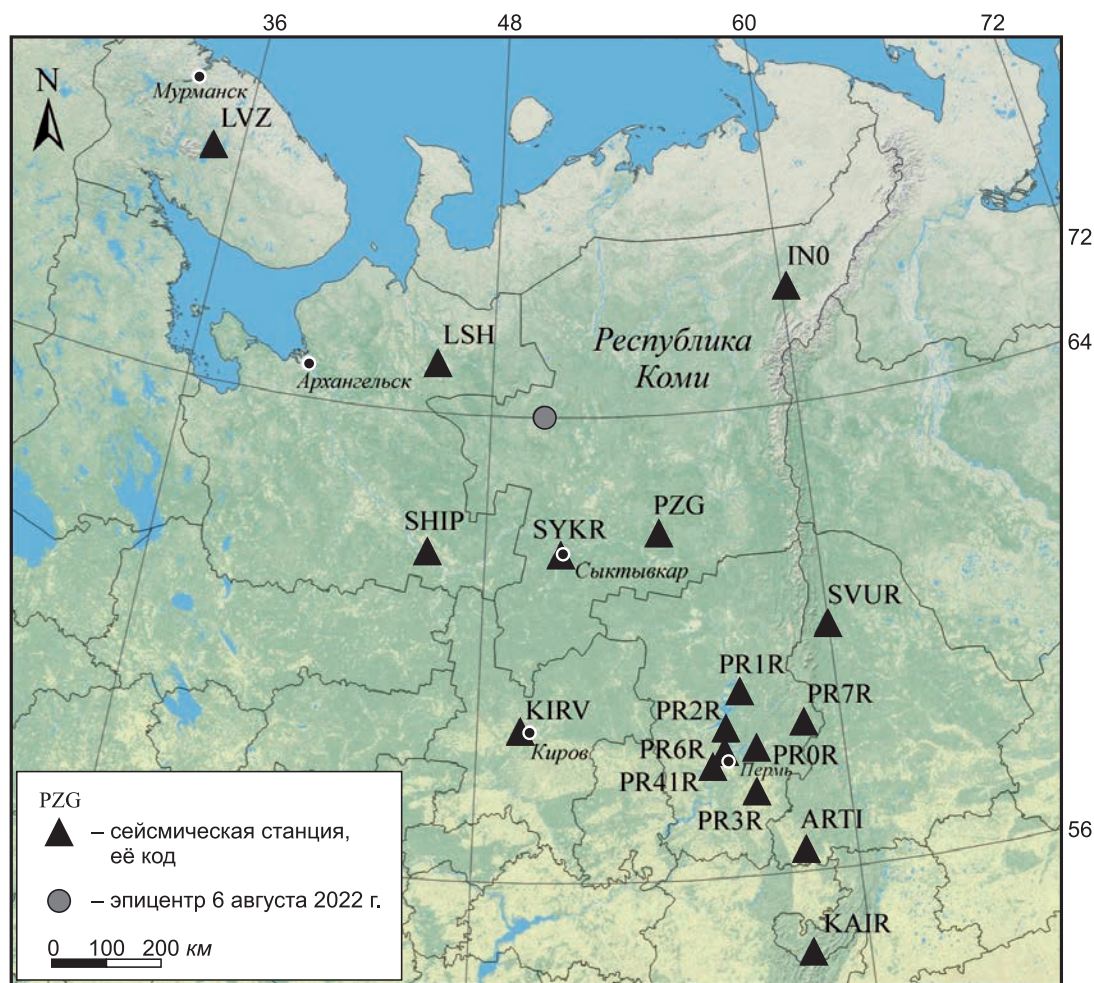 36 48 60 72
N
Мурманск
LVZ
72
IN0
LSH
Республика
Коми
64
Архангельск
SHIP
SYKR
PZG
Сыктывкар
SVUR
PR1R
PR7R
KIRV
PR2R
Киров
PR6R
PR0R
Пермь
PR41R
PR3R
ARTI
56
KAIR
PZG
– сейсмическая станция,
её код
– эпицентр 6 августа 2022 г.
0 100 200 км